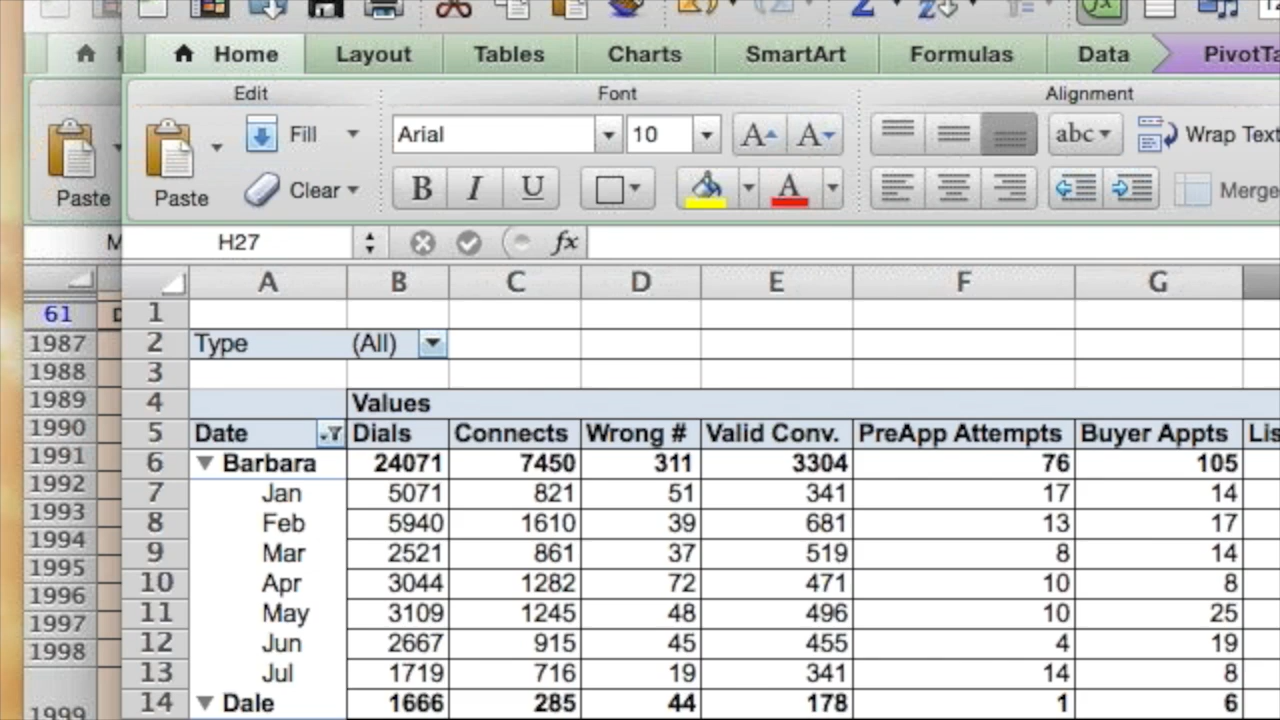 Home Layout Tables Charts SmartArt Formulas Data PivotTa
Edit Font Alignment
Fill Arial 10 A A abc Wrap Text
Paste Paste Clear B I U A Merge
M H27 fx
A B C D E F G
61 1
1987 2 Type (All)
1988 3
1989 4 Values
1990 5 Date Dials Connects Wrong # Valid Conv. PreApp Attempts Buyer Appts Lis
1991 6 Barbara 24071 7450 311 3304 76 105
1992 7 Jan 5071 821 51 341 17 14
1993 8 Feb 5940 1610 39 681 13 17
1994 9 Mar 2521 861 37 519 8 14
1995 10 Apr 3044 1282 72 471 10 8
1996 11 May 3109 1245 48 496 10 25
1997 12 Jun 2667 915 45 455 4 19
1998 13 Jul 1719 716 19 341 14 8
1999 14 Dale 1666 285 44 178 1 6